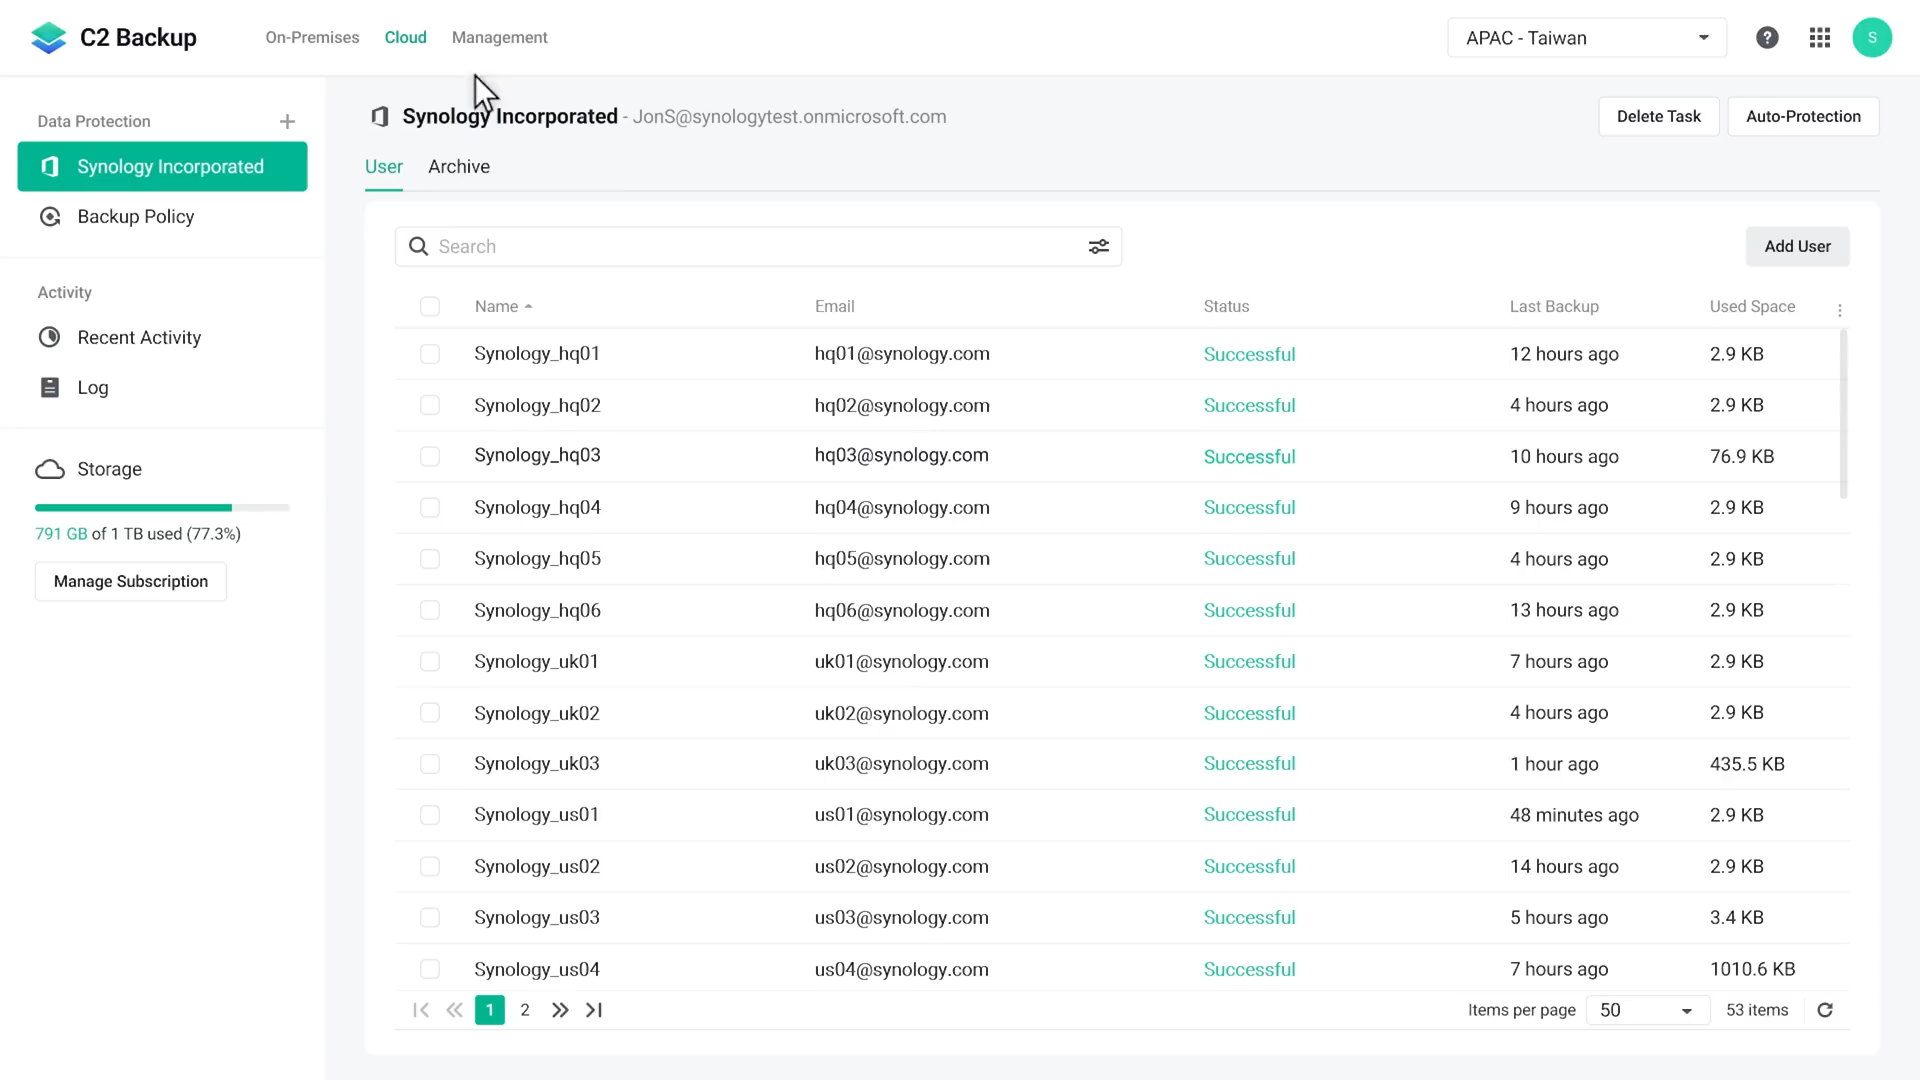 C2 Backup
On-Premises Cloud Management
APAC - Taiwan
S
Data Protection
Synology Incorporated
Backup Policy
Activity
Recent Activity
Log
Storage
791 GB of 1 TB used (77.3%)
Manage Subscription
Synology Incorporated - JonS@synologytest.onmicrosoft.com
Delete Task
Auto-Protection
User Archive
Search
Add User
Name Email Status Last Backup Used Space
Synology_hq01 hq01@synology.com Successful 12 hours ago 2.9 KB
Synology_hq02 hq02@synology.com Successful 4 hours ago 2.9 KB
Synology_hq03 hq03@synology.com Successful 10 hours ago 76.9 KB
Synology_hq04 hq04@synology.com Successful 9 hours ago 2.9 KB
Synology_hq05 hq05@synology.com Successful 4 hours ago 2.9 KB
Synology_hq06 hq06@synology.com Successful 13 hours ago 2.9 KB
Synology_uk01 uk01@synology.com Successful 7 hours ago 2.9 KB
Synology_uk02 uk02@synology.com Successful 4 hours ago 2.9 KB
Synology_uk03 uk03@synology.com Successful 1 hour ago 435.5 KB
Synology_us01 us01@synology.com Successful 48 minutes ago 2.9 KB
Synology_us02 us02@synology.com Successful 14 hours ago 2.9 KB
Synology_us03 us03@synology.com Successful 5 hours ago 3.4 KB
Synology_us04 us04@synology.com Successful 7 hours ago 1010.6 KB
1 2
Items per page 50 53 items